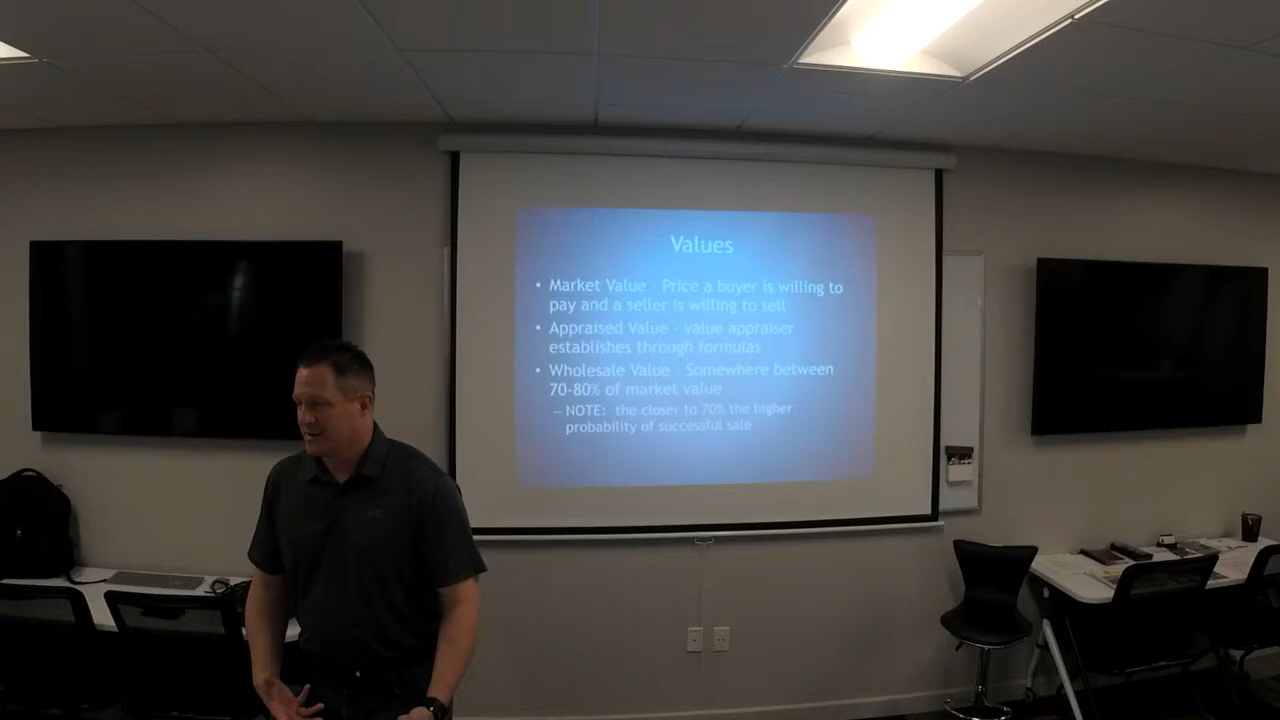 Values
• Market Value - Price a buyer is willing to
pay and a seller is willing to sell
• Appraised Value - value appraiser
establishes through formulas
• Wholesale Value - Somewhere between
70-80% of market value
– NOTE: the closer to 70% the higher
probability of successful sale